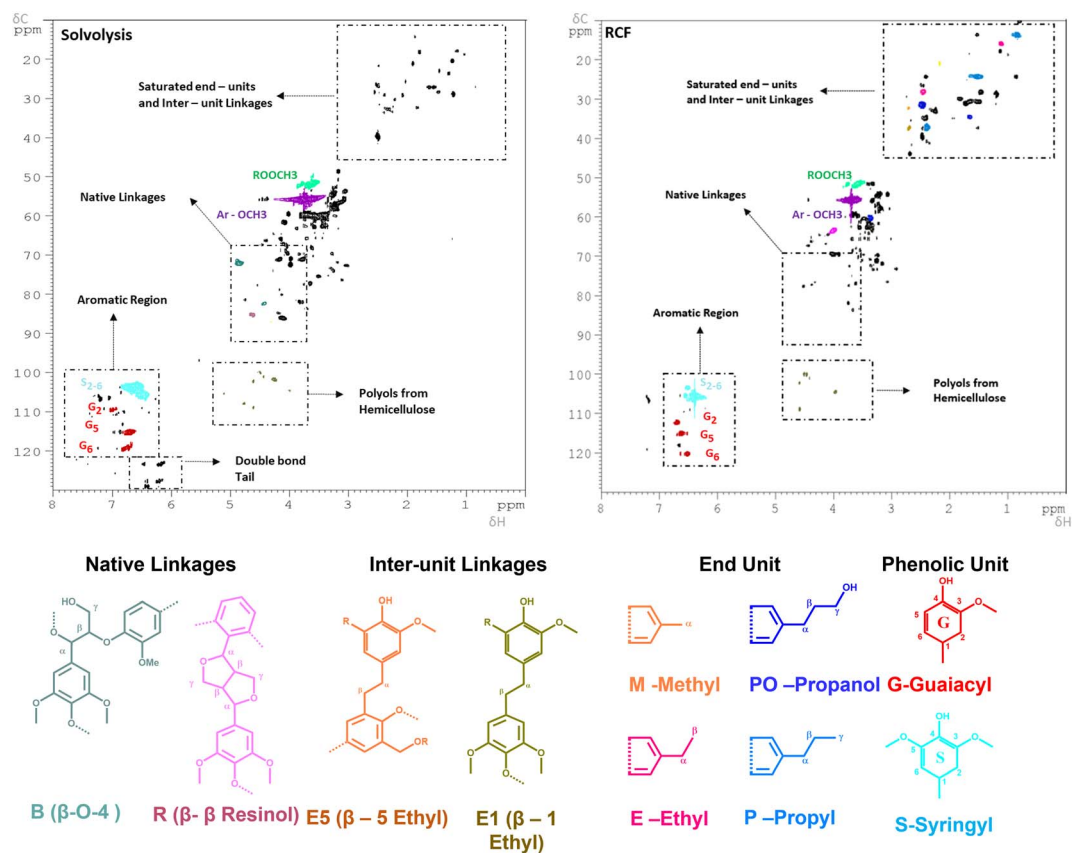 δC
ppm
Solvolysis
20
30
40
50
60
70
80
90
100
110
120
Saturated end – units
and Inter – unit Linkages
ROOCH3
Native Linkages
Ar - OCH3
Aromatic Region
S2-6
G2
G5
G6
Polyols from
Hemicellulose
Double bond
Tail
8
7
6
5
4
3
2
1
ppm
δH
δC
ppm
RCF
10
20
30
40
50
60
70
80
90
100
110
120
Saturated end – units
and Inter – unit Linkages
ROOCH3
Native Linkages
Ar - OCH3
Aromatic Region
S2-6
G2
G5
G6
Polyols from
Hemicellulose
8
7
6
5
4
3
2
1
ppm
δH
Native Linkages
Inter-unit Linkages
End Unit
Phenolic Unit
HO
γ
β
O
O
α
OMe
O
O
O
B (β-O-4 )
α
O
β
γ
γ
β
O
α
O
O
O
R (β- β Resinol)
OH
R
O
β
α
O
OR
E5 (β – 5 Ethyl)
OH
R
O
β
α
O
O
O
E1 (β – 1
Ethyl)
α
M -Methyl
β
OH
α
γ
PO –Propanol
OH
4
3
O
5
G
6
2
1
G-Guaiacyl
β
α
E –Ethyl
β
γ
α
P –Propyl
OH
O
4
3
O
5
S
6
2
1
S-Syringyl